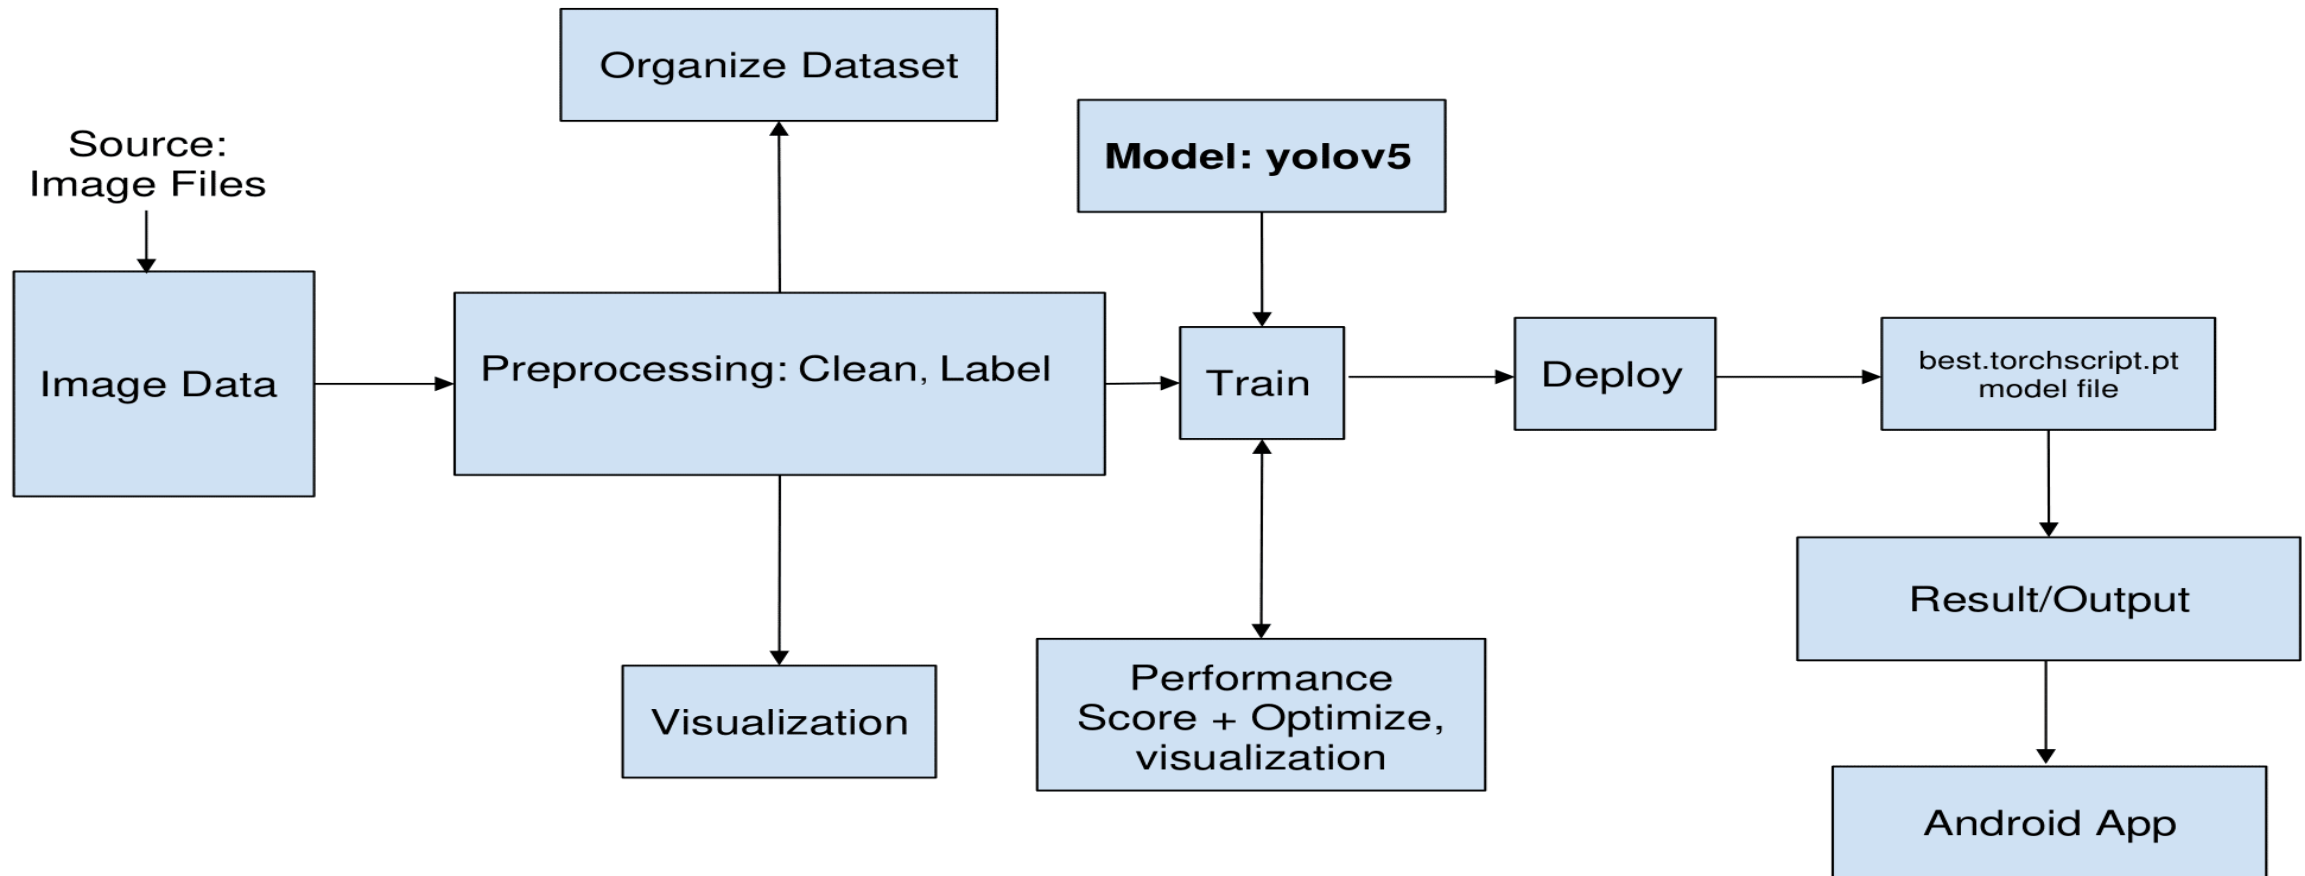 Organize Dataset
Source:
Image Files
Model: yolov5
Image Data
Preprocessing: Clean, Label
Train
Deploy
best.torchscript.pt
model file
Result/Output
Visualization
Performance
Score + Optimize,
visualization
Android App